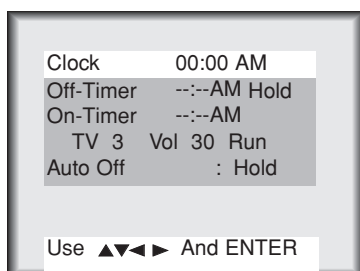 Clock 00:00 AM
Off-Timer --:--AM Hold
On-Timer --:--AM
TV 3 Vol 30 Run
Auto Off : Hold
Use ▲▼◄ ► And ENTER